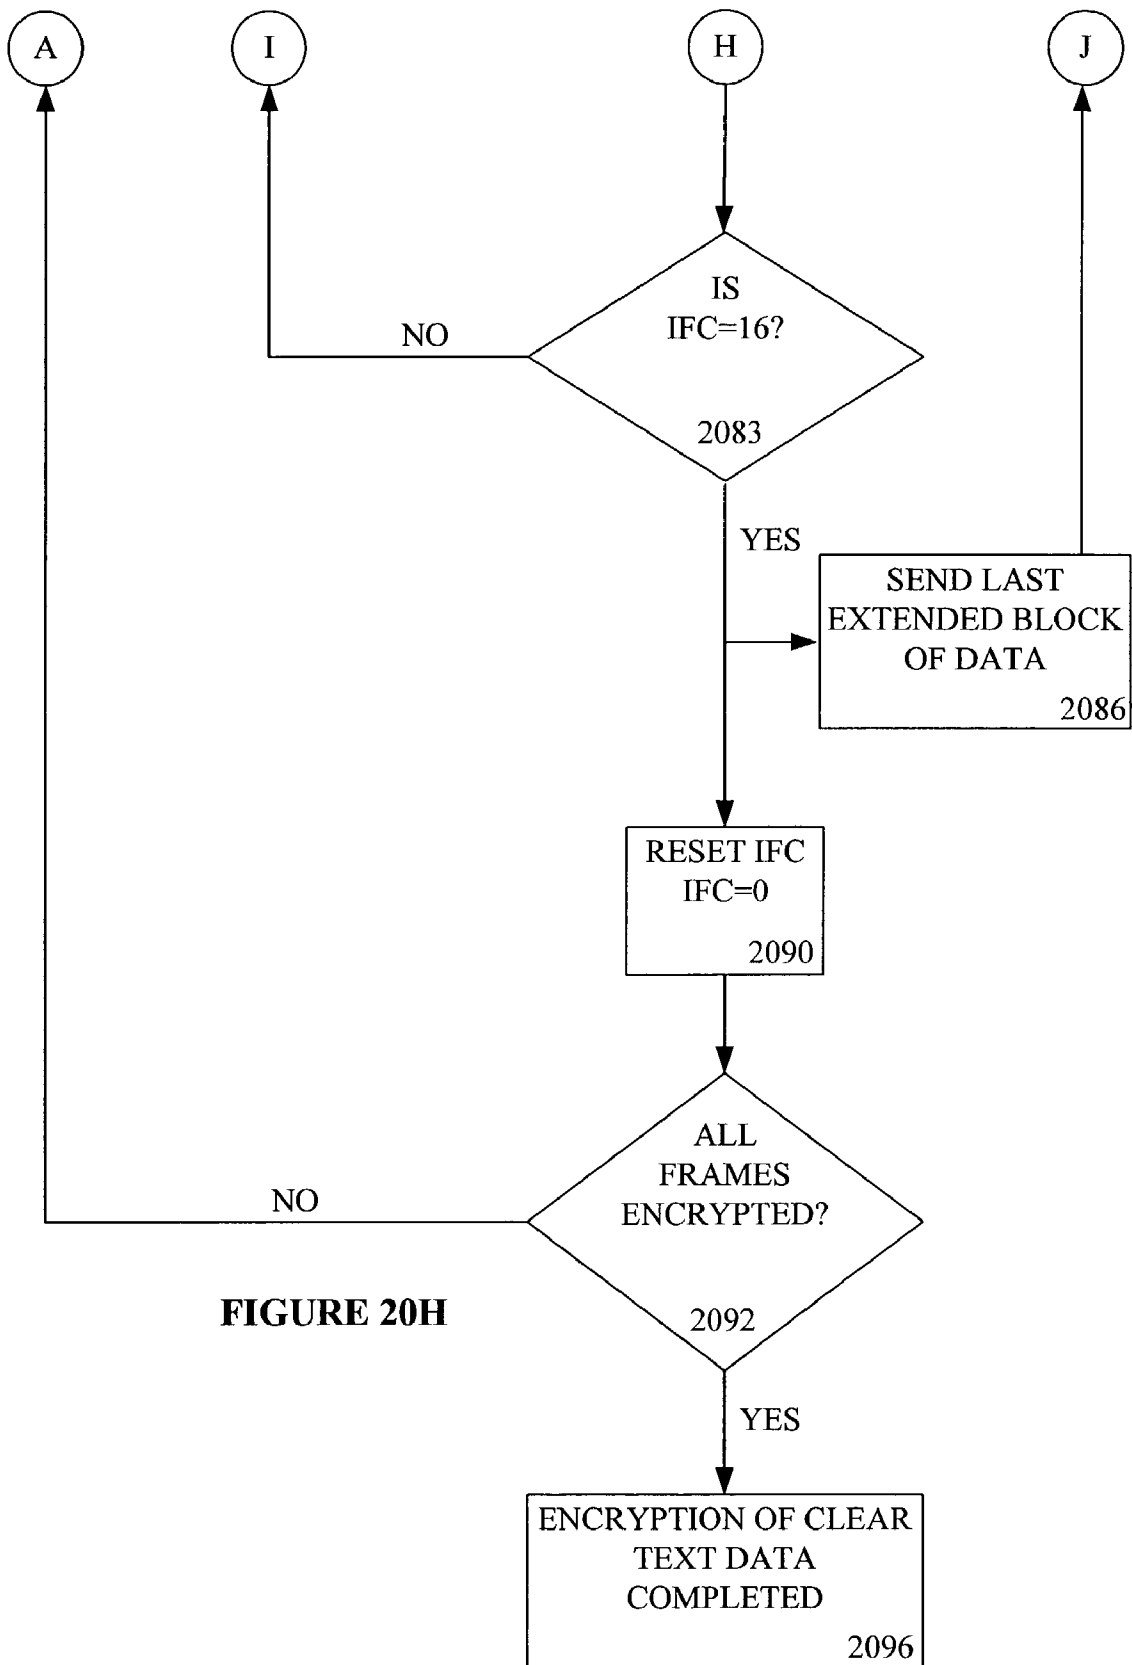 A
I
H
J
IS
IFC=16?
NO
2083
YES
SEND LAST
EXTENDED BLOCK
OF DATA
2086
RESET IFC
IFC=0
2090
ALL
FRAMES
ENCRYPTED?
NO
FIGURE 20H
2092
YES
ENCRYPTION OF CLEAR
TEXT DATA
COMPLETED
2096